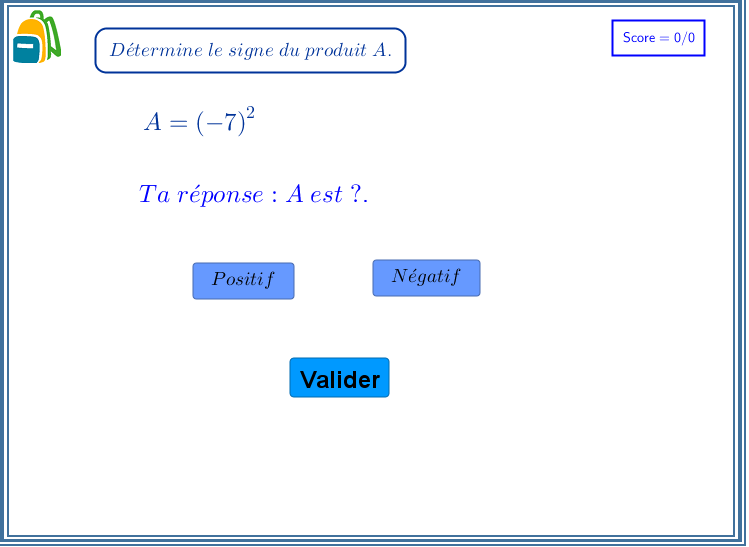 Détermine le signe du produit A.
Score = 0/0
A = (−7)²
Ta réponse : A est ?.
Positif
Négatif
Valider